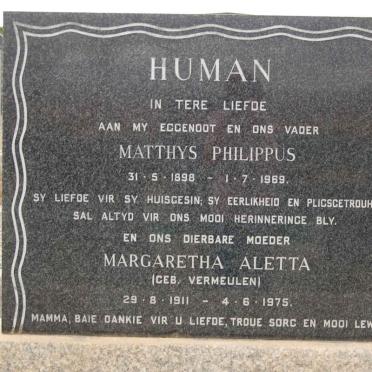 HUMAN
IN TERE LIEFDE
AAN MY EGGENOOT EN ONS VADER
MATTHYS PHILIPPUS
31·5·1898 - 1·7·1969.
SY LIEFDE VIR SY HUISGESIN; SY EERLIKHEID EN PLIGSGETROUH
SAL ALTYD VIR ONS MOOI HERINNERINGE BLY.
EN ONS DIERBARE MOEDER
MARGARETHA ALETTA
(GEB. VERMEULEN)
29·8·1911 - 4·6·1975.
MAMMA, BAIE DANKIE VIR U LIEFDE, TROUE SORG EN MOOI LEW